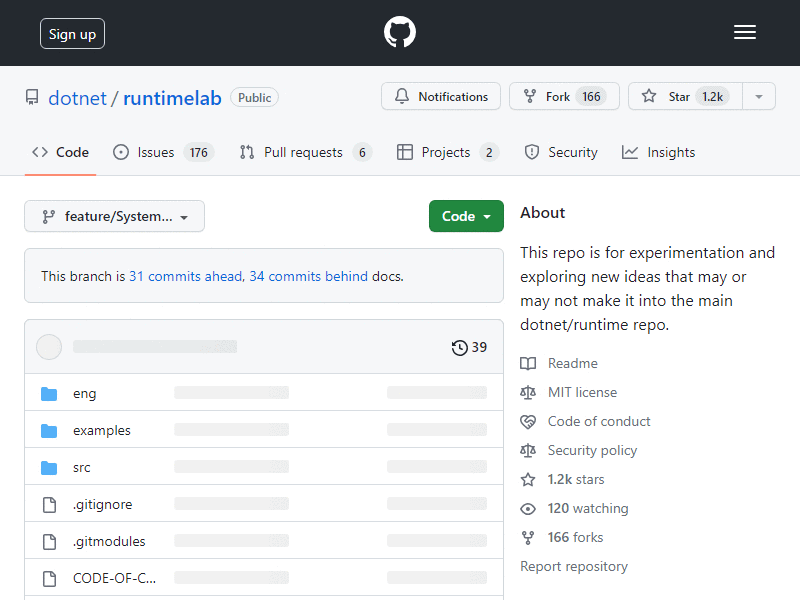 Sign up
dotnet / runtimelab Public
Notifications
Fork 166
Star 1.2k
Code
Issues 176
Pull requests 6
Projects 2
Security
Insights
feature/System...
Code
This branch is 31 commits ahead, 34 commits behind docs.
39
eng
examples
src
.gitignore
.gitmodules
CODE-OF-C...
About
This repo is for experimentation and
exploring new ideas that may or
may not make it into the main
dotnet/runtime repo.
Readme
MIT license
Code of conduct
Security policy
1.2k stars
120 watching
166 forks
Report repository